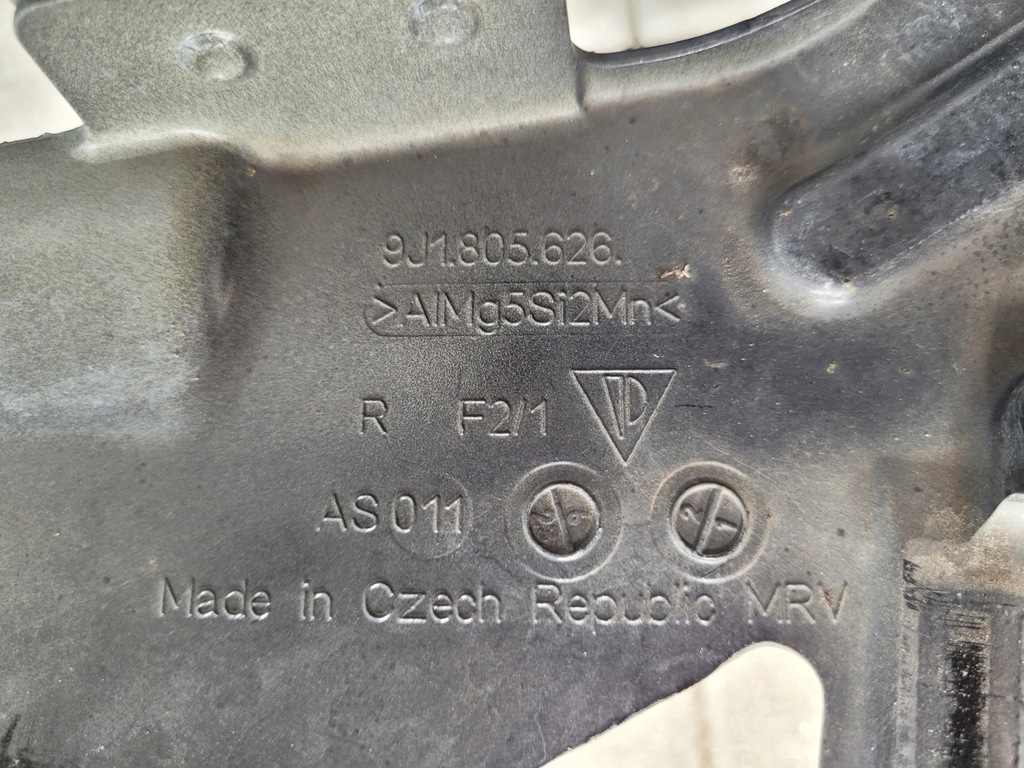 9J1.805.626.
>AlMg5Si2Mn<
R F2/1
AS 011
Made in Czech Republic MRV